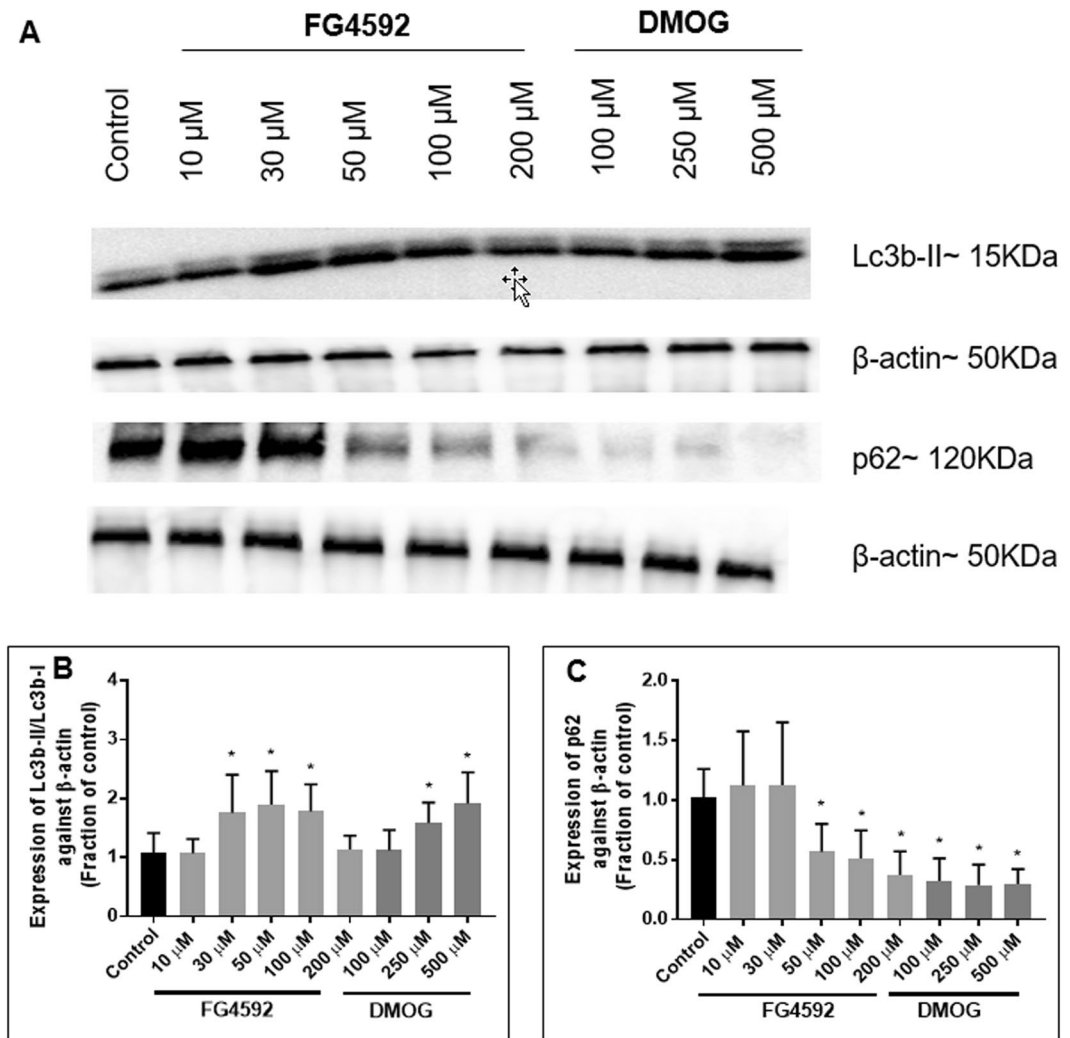 A
FG4592
DMOG
Control
10 µM
30 µM
50 µM
100 µM
200 µM
100 µM
250 µM
500 µM
Lc3b-II~ 15KDa
β-actin~ 50KDa
p62~ 120KDa
β-actin~ 50KDa
B
Expression of Lc3b-II/Lc3b-I
against β-actin
(Fraction of control)
4
3
2
1
0
*
*
*
*
*
Control
10 µM
30 µM
50 µM
100 µM
200 µM
100 µM
250 µM
500 µM
FG4592
DMOG
C
Expression of p62
against β-actin
(Fraction of control)
2.0
1.5
1.0
0.5
0.0
*
*
*
*
*
*
Control
10 µM
30 µM
50 µM
100 µM
200 µM
100 µM
250 µM
500 µM
FG4592
DMOG